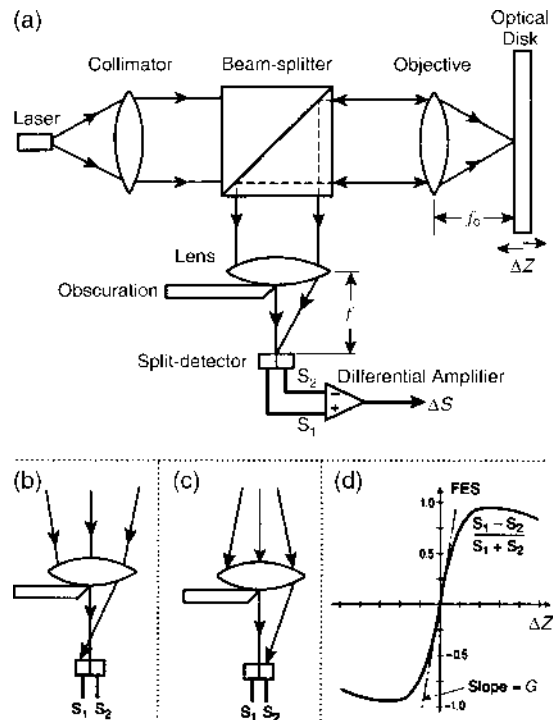 (a)
Optical
Disk
Collimator
Beam-splitter
Objective
Laser
f₀
ΔZ
Lens
Obscuration
f
Split-detector
S₂
Differential Amplifier
−
+
ΔS
S₁
(b)
(c)
(d)
FES
1.0
S₁ − S₂
S₁ + S₂
0.5
ΔZ
−0.5
Slope = G
−1.0
S₁ S₂
S₁ S₂